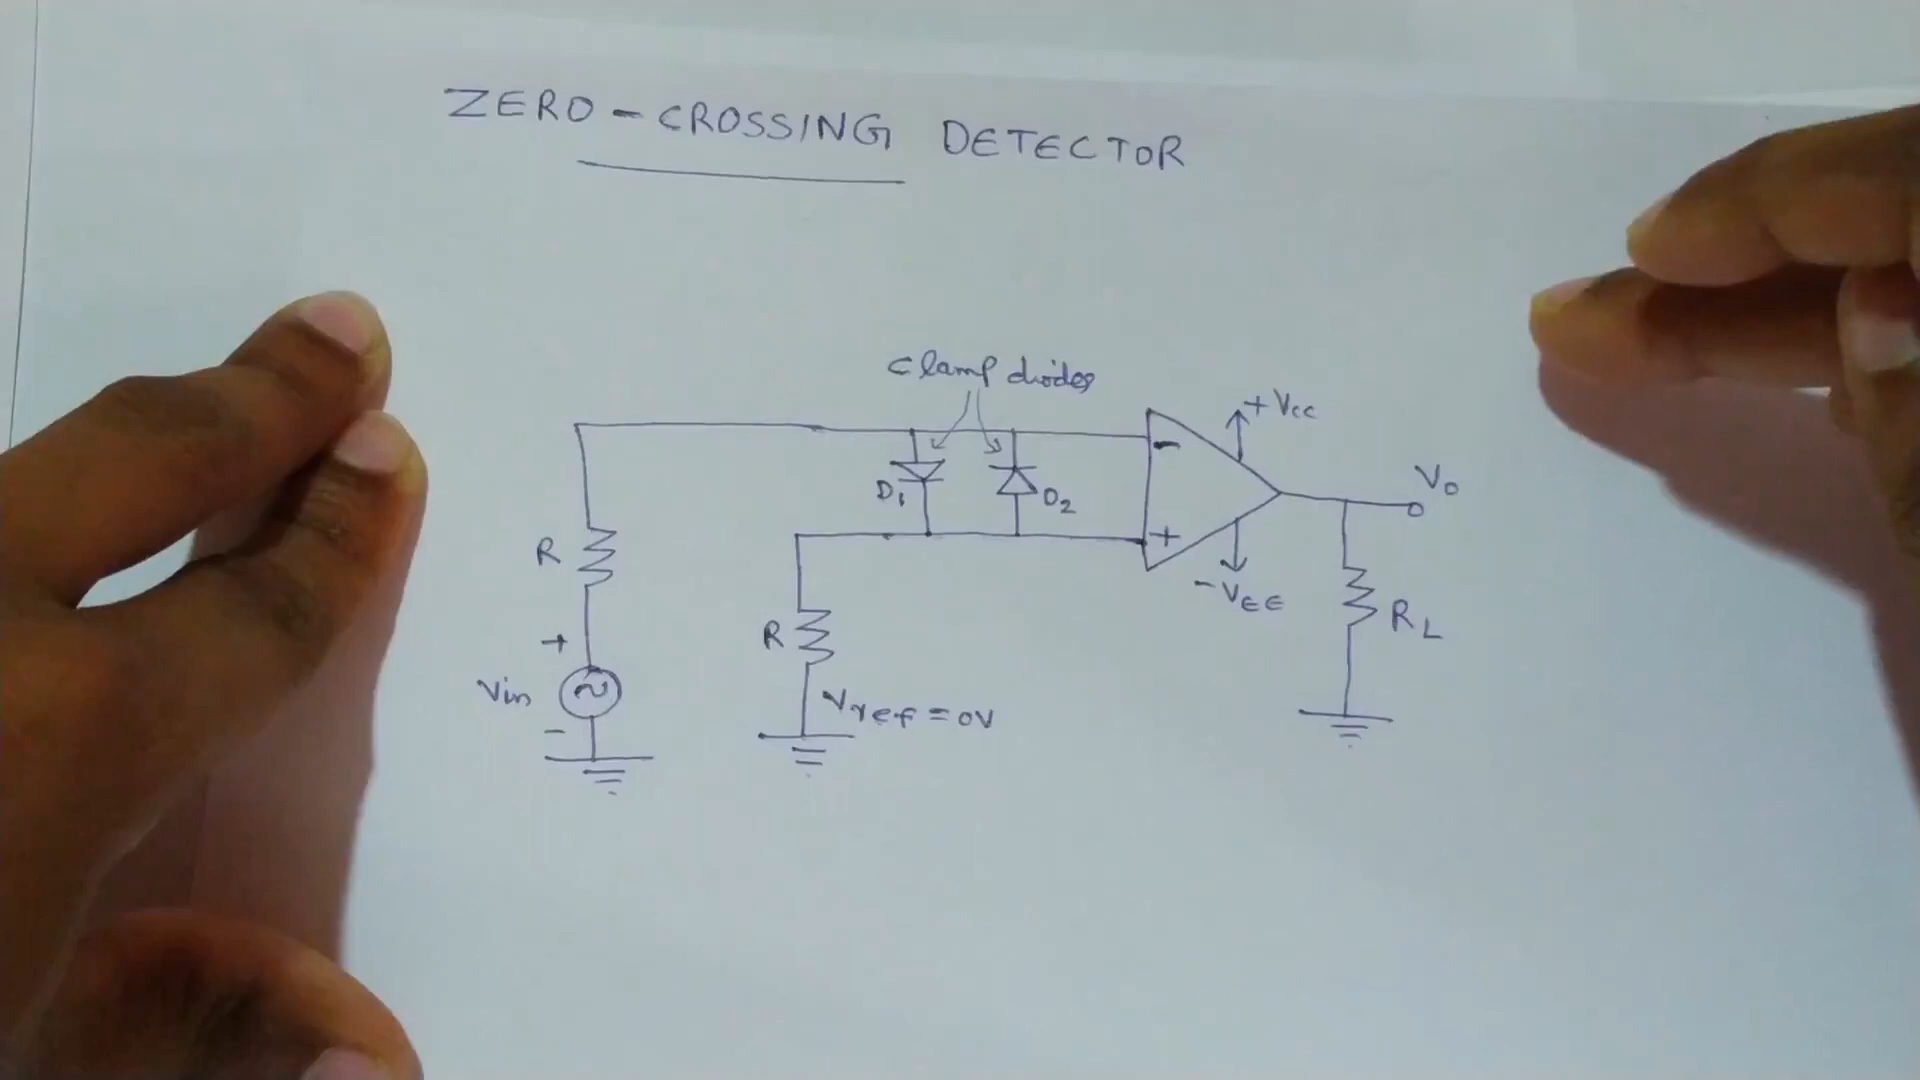 ZERO-CROSSING DETECTOR
Clamp diodes
+Vcc
-
D1
D2
Vo
R
+
-VEE
RL
+
R
Vin
Vref = 0V
-